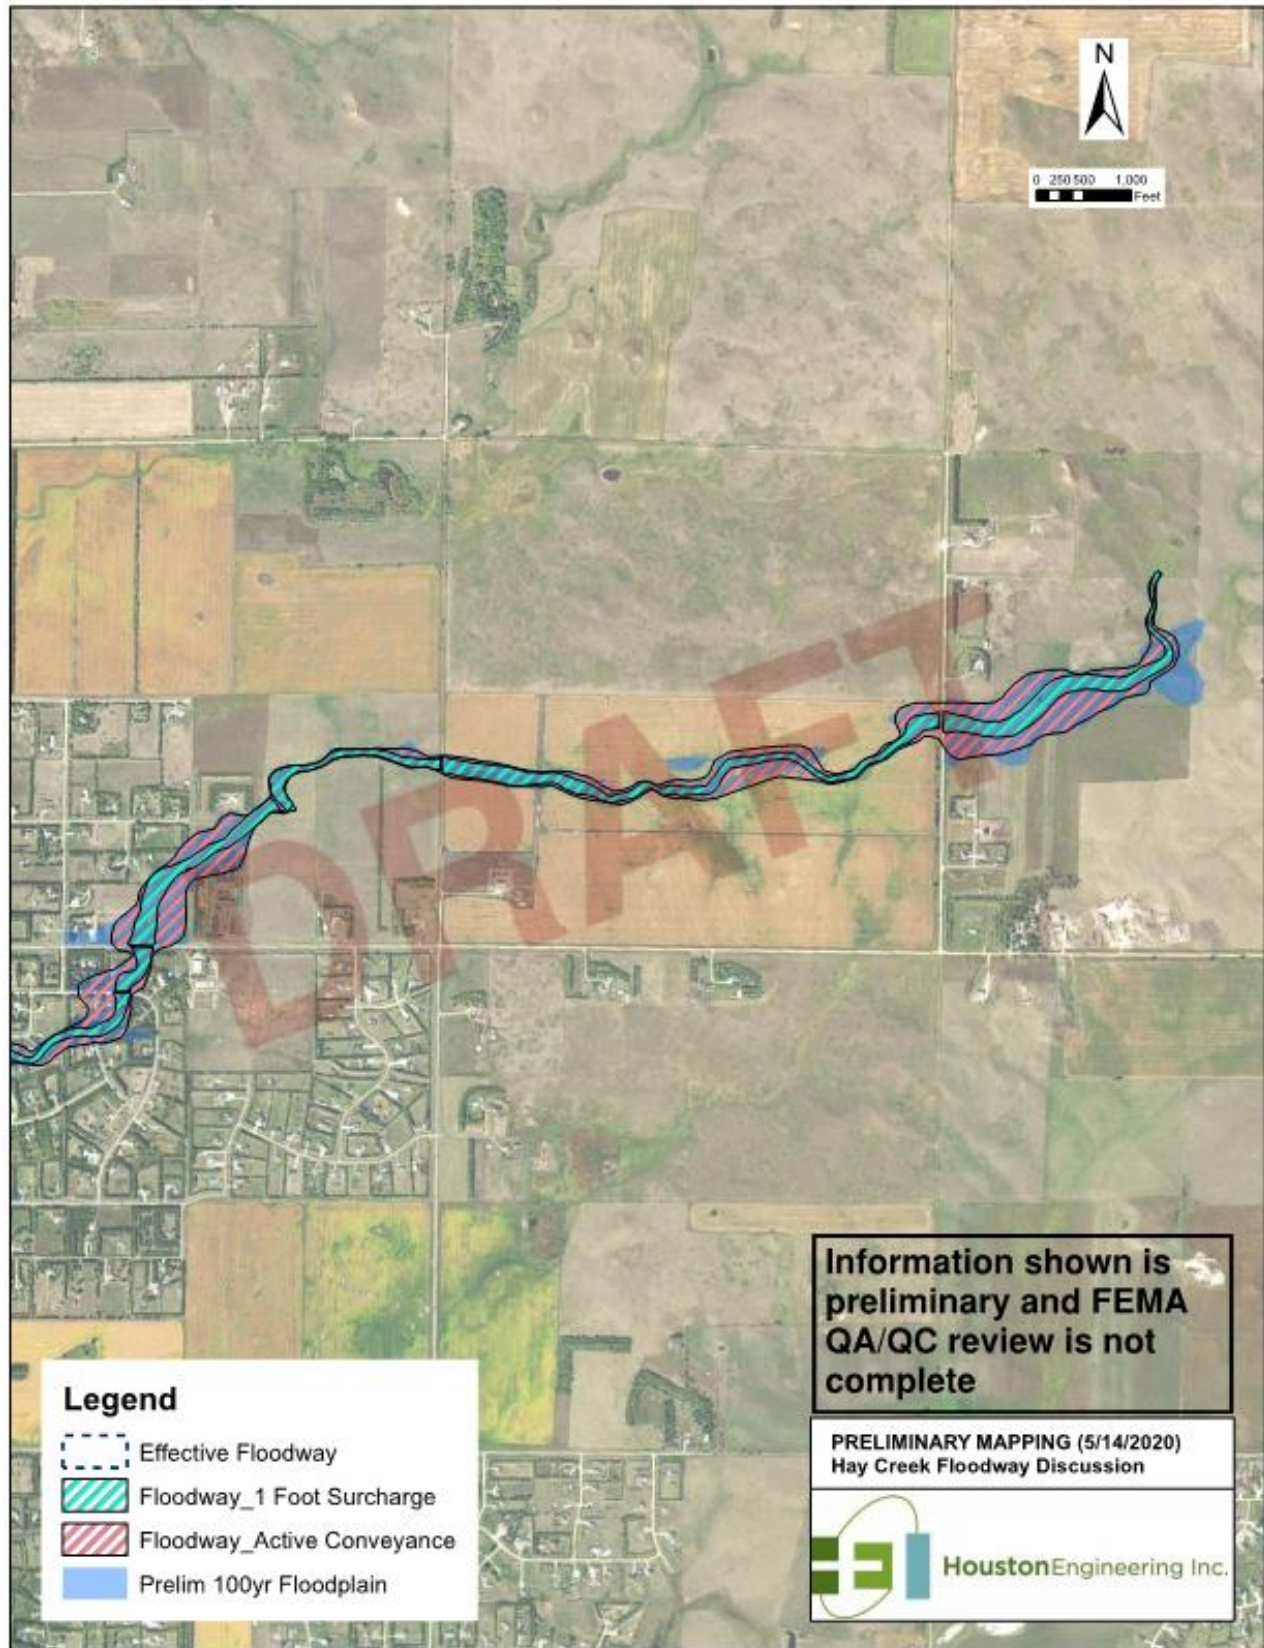 N
0 250 500 1,000
Feet
DRAFT
Information shown is
preliminary and FEMA
QA/QC review is not
complete
Legend
Effective Floodway
Floodway_1 Foot Surcharge
Floodway_Active Conveyance
Prelim 100yr Floodplain
PRELIMINARY MAPPING (5/14/2020)
Hay Creek Floodway Discussion
HoustonEngineering Inc.